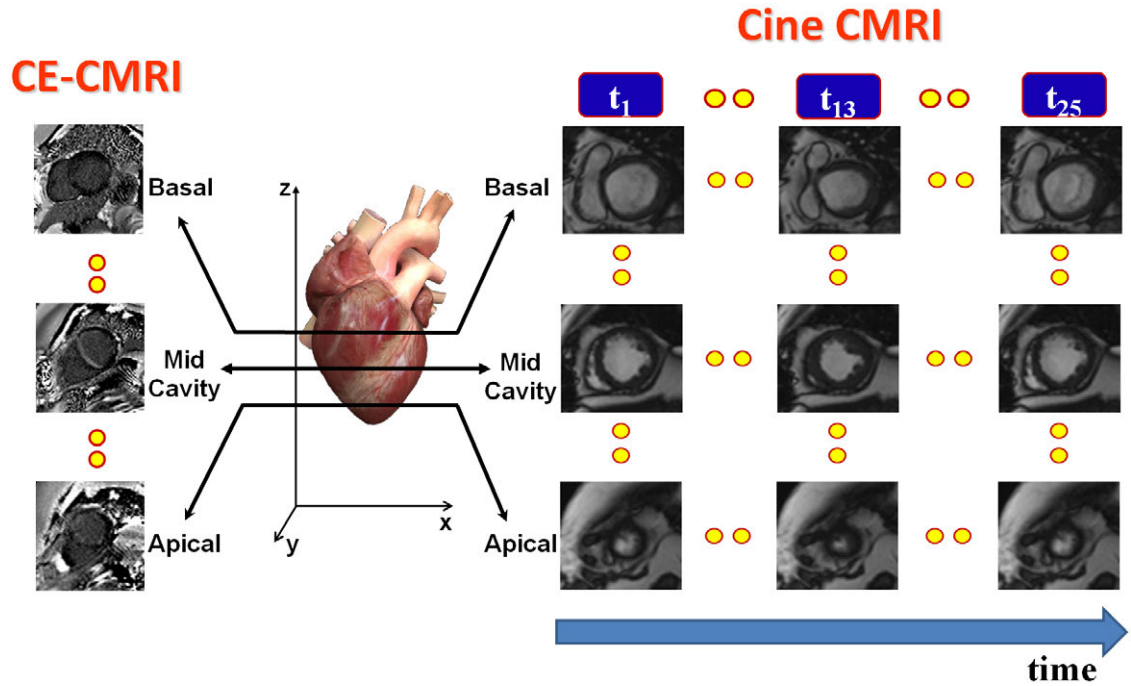 Cine CMRI
CE-CMRI
t₁
t₁₃
t₂₅
Basal
z
Basal
Mid
Cavity
Mid
Cavity
Apical
y
x
Apical
time